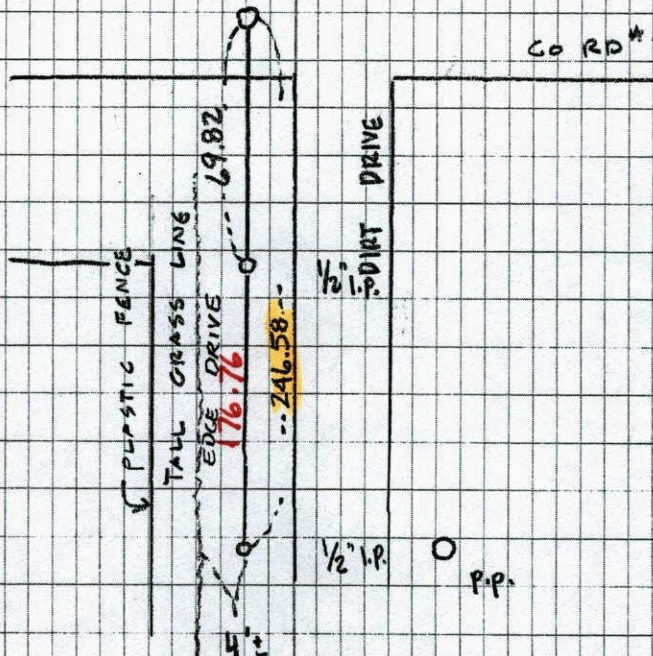 CO RD #
69.82
DIRT DRIVE
PLASTIC FENCE
TALL GRASS LINE
EDGE DRIVE
176.76
246.58
1/2" I.P.
1/2" I.P.
P.P.
4'±